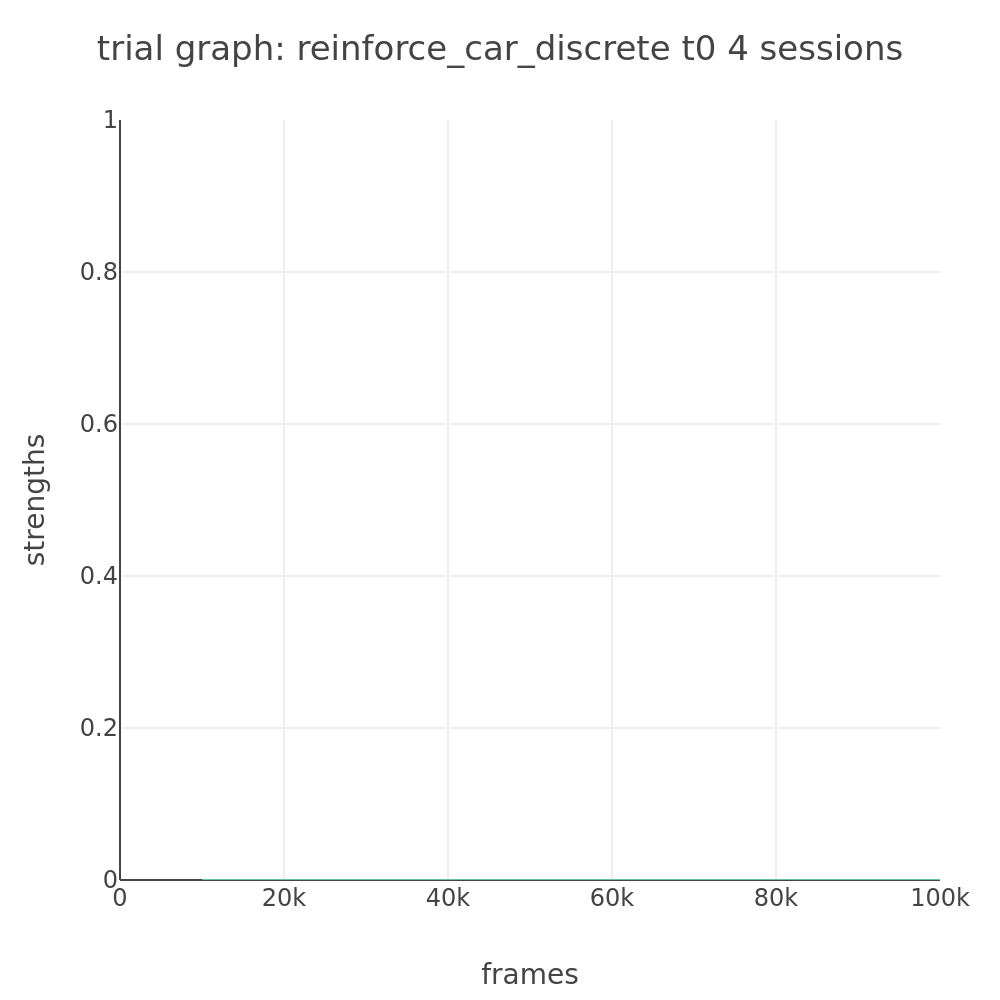 trial graph: reinforce_car_discrete t0 4 sessions
1
0.8
0.6
0.4
0.2
0
0 20k 40k 60k 80k 100k
strengths
frames